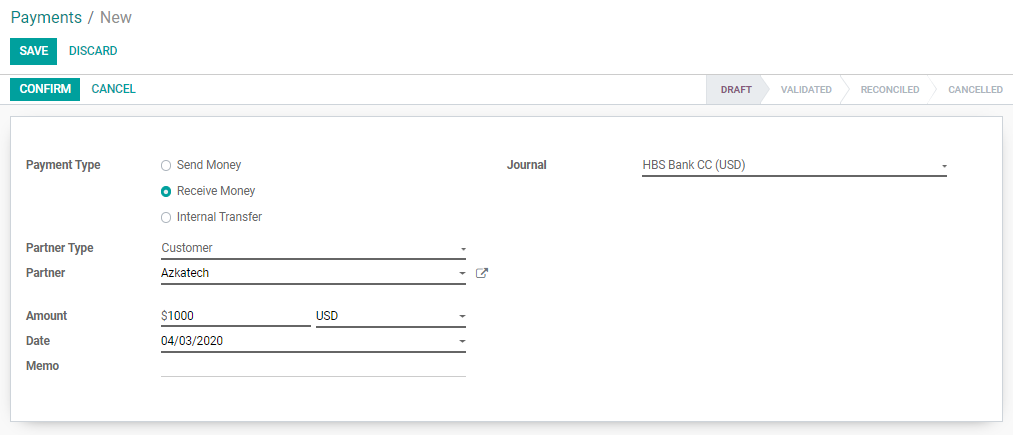 Payments / New
SAVE DISCARD
CONFIRM CANCEL DRAFT VALIDATED RECONCILED CANCELLED
Payment Type Send Money Journal HBS Bank CC (USD)
Receive Money
Internal Transfer
Partner Type Customer
Partner Azkatech
Amount $1000 USD
Date 04/03/2020
Memo